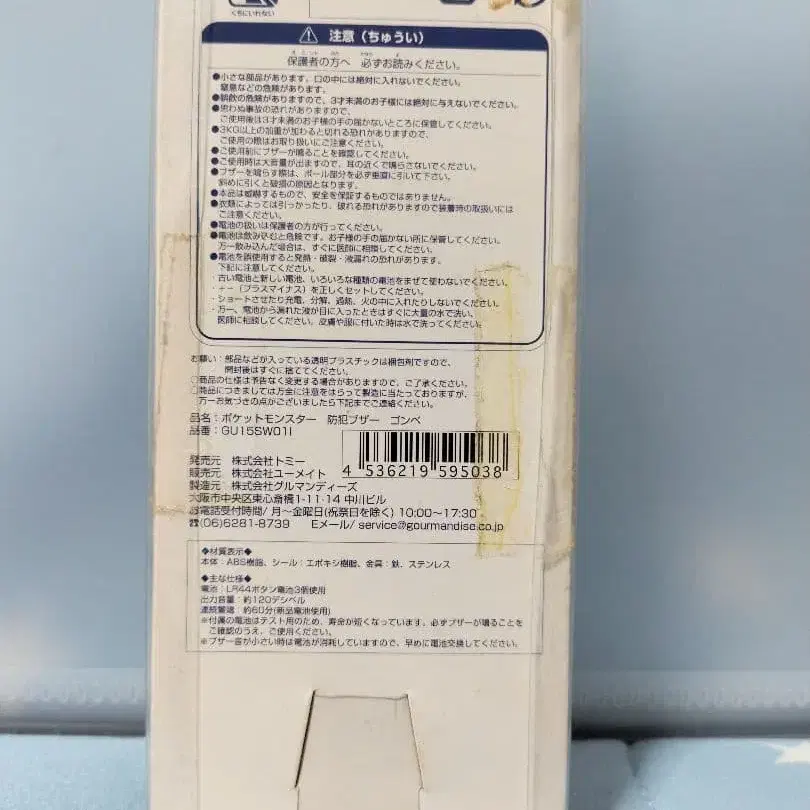 くちにいれない
注意(ちゅうい)
保護者の方へ 必ずお読みください。
●小さな部品があります。口の中には絶対に入れないでください。
窒息などの危険があります。
●誤飲の危険がありますので、3才未満のお子様には絶対に与えないでください。
●思わぬ事故の恐れがありますので、
ご使用後は3才未満のお子様の手の届かないところに保管してください。
●3KG以上の加重が加わると切れる恐れがありますので、
ご使用の際はお取り扱いにご注意ください。
●ご使用前にブザーが鳴ることを確認してください。
●ご使用時は大音量が出ますので、耳の近くで鳴らさないでください。
●ブザーを鳴らす際は、ボール部分を必ず垂直に引いて下さい。
斜めに引くと破損の原因となります。
●本品は威嚇するもので、安全を保証するものではありません。
●衣類によっては引っかったり、破れる恐れがありますので装着時の取扱いには
ご注意ください。
●電池の扱いは保護者の方が行ってください。
●電池は飲み込むと危険です。お子様の手の届かない所に保管してください。
万一飲み込んだ場合は、すぐに医師に相談してください。
●電池を誤使用すると発熱・破裂・液漏れの恐れがあります。
下記に注意してください。
・古い電池と新しい電池、いろいろな種類の電池をまぜて使わないでください。
・+－(プラスマイナス)を正しくセットしてください。
・ショートさせたり充電、分解、過熱、火の中に入れたりしないでください。
・万一、電池から漏れた液が目に入ったときはすぐに大量の水で洗い、
医師に相談してください。皮膚や服に付いた時は水で洗ってください。
お願い：部品などが入っている透明プラスチックは梱包剤ですので、
開封後はすぐに捨ててください。
○商品の仕様は予告なく変更する場合がありますので、ご了承ください。
○商品につきましては万全に注意をはらって製造に当たっておりますが、
万一お気づきの点がございましたら下記までご連絡ください。
品名：ポケットモンスター 防犯ブザー ゴンベ
品番：GU15SW01I
4 536219 595038
発売元 株式会社トミー
販売元 株式会社ユーメイト
製造元 株式会社グルマンディーズ
大阪市中央区東心斎橋1-11-14 中川ビル
お電話受付時間/ 月～金曜日(祝祭日を除く) 10:00～17:30
☎(06)6281-8739 Eメール/ service@gourmandise.co.jp
◆材質表示◆
本体：ABS樹脂、シール：エポキシ樹脂、金具：鉄、ステンレス
◆主な仕様◆
電池：LR44ボタン電池3個使用
出力音量：約120デシベル
連続警鳴：約60分(新品電池使用)
※付属の電池はテスト用のため、寿命が短くなっています。必ずブザーが鳴ることを
ご確認のうえ、ご使用ください。
※ブザー音が小さい時は電池が消耗していますので、早めに電池交換してください。